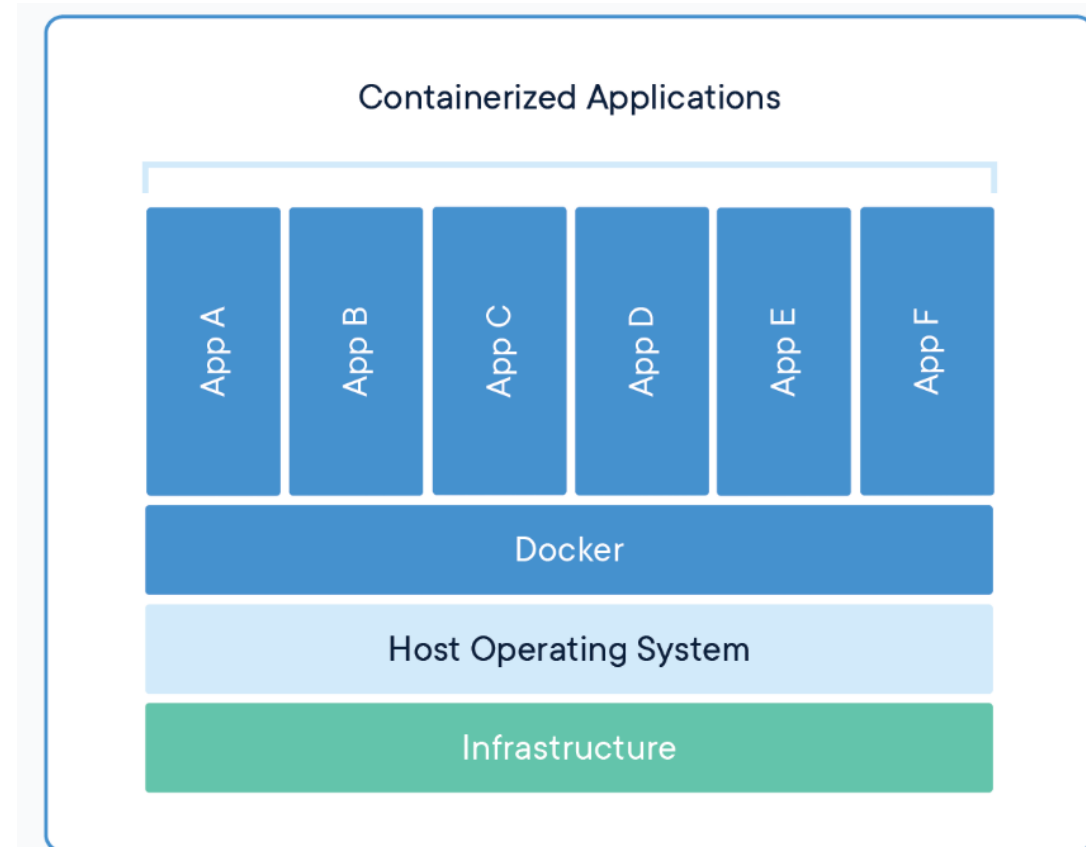 Containerized Applications
App A
App B
App C
App D
App E
App F
Docker
Host Operating System
Infrastructure